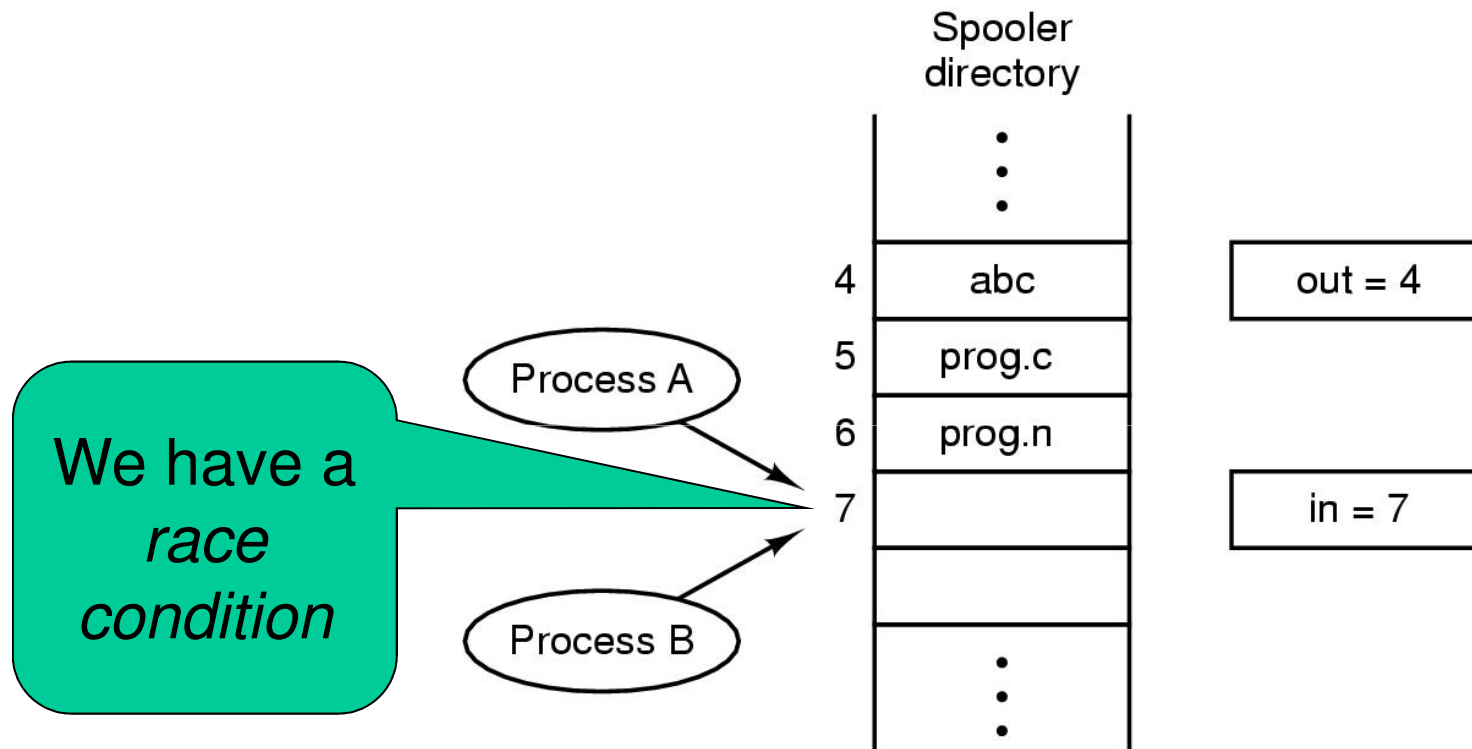 Spooler
directory
4 abc out = 4
5 prog.c
Process A
6 prog.n
We have a
race
condition
7 in = 7
Process B